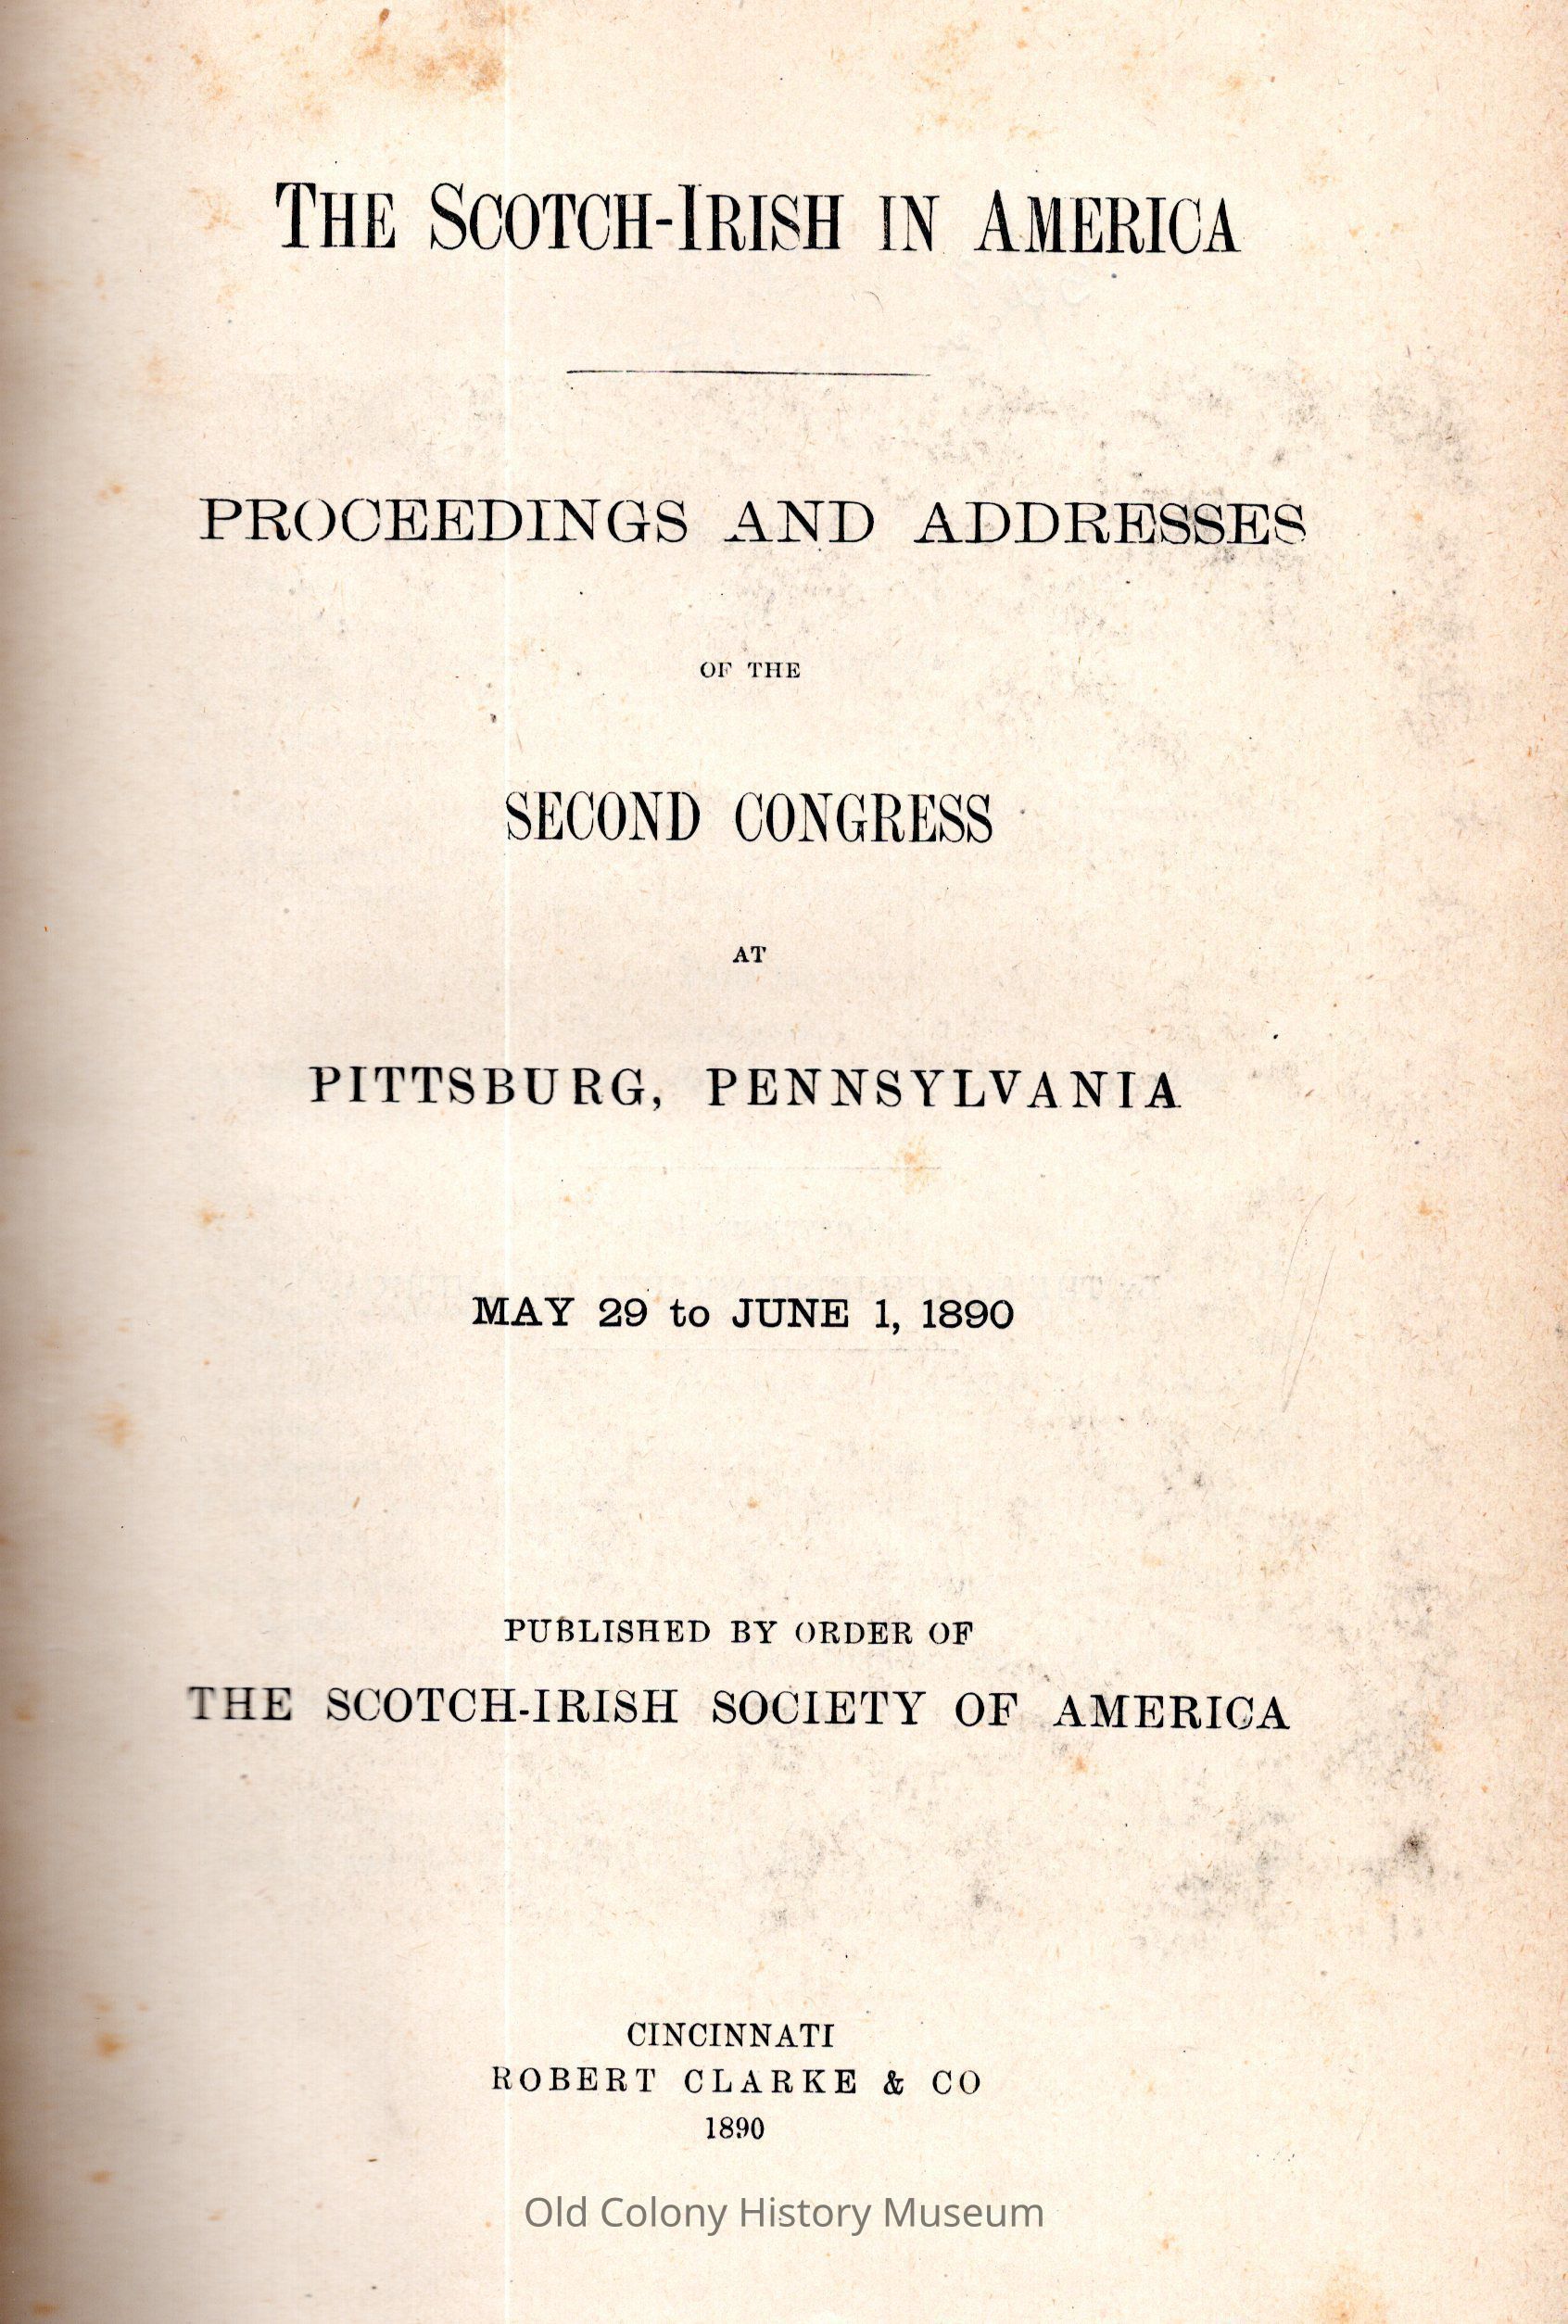 THE SCOTCH-IRISH IN AMERICA
PROCEEDINGS AND ADDRESSES
OF THE
SECOND CONGRESS
AT
PITTSBURG, PENNSYLVANIA
MAY 29 to JUNE 1, 1890
PUBLISHED BY ORDER OF
THE SCOTCH-IRISH SOCIETY OF AMERICA
CINCINNATI
ROBERT CLARKE & CO
1890
Old Colony History Museum